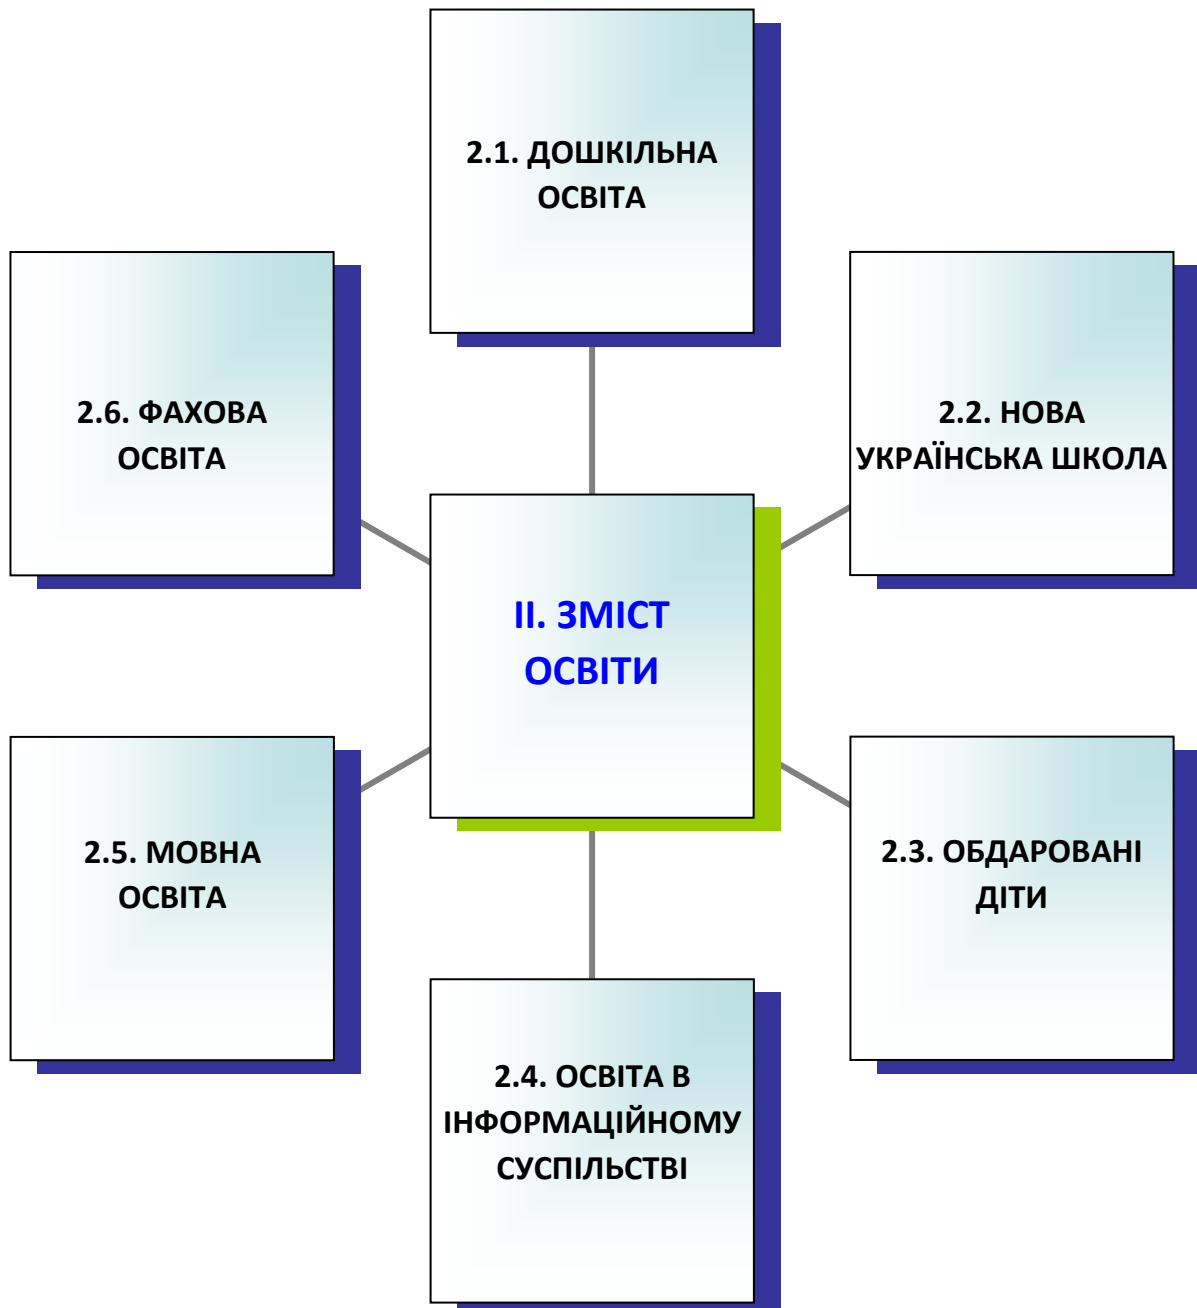 2.1. ДОШКІЛЬНА
ОСВІТА
2.6. ФАХОВА
ОСВІТА
2.2. НОВА
УКРАЇНСЬКА ШКОЛА
ІІ. ЗМІСТ
ОСВІТИ
2.5. МОВНА
ОСВІТА
2.3. ОБДАРОВАНІ
ДІТИ
2.4. ОСВІТА В
ІНФОРМАЦІЙНОМУ
СУСПІЛЬСТВІ